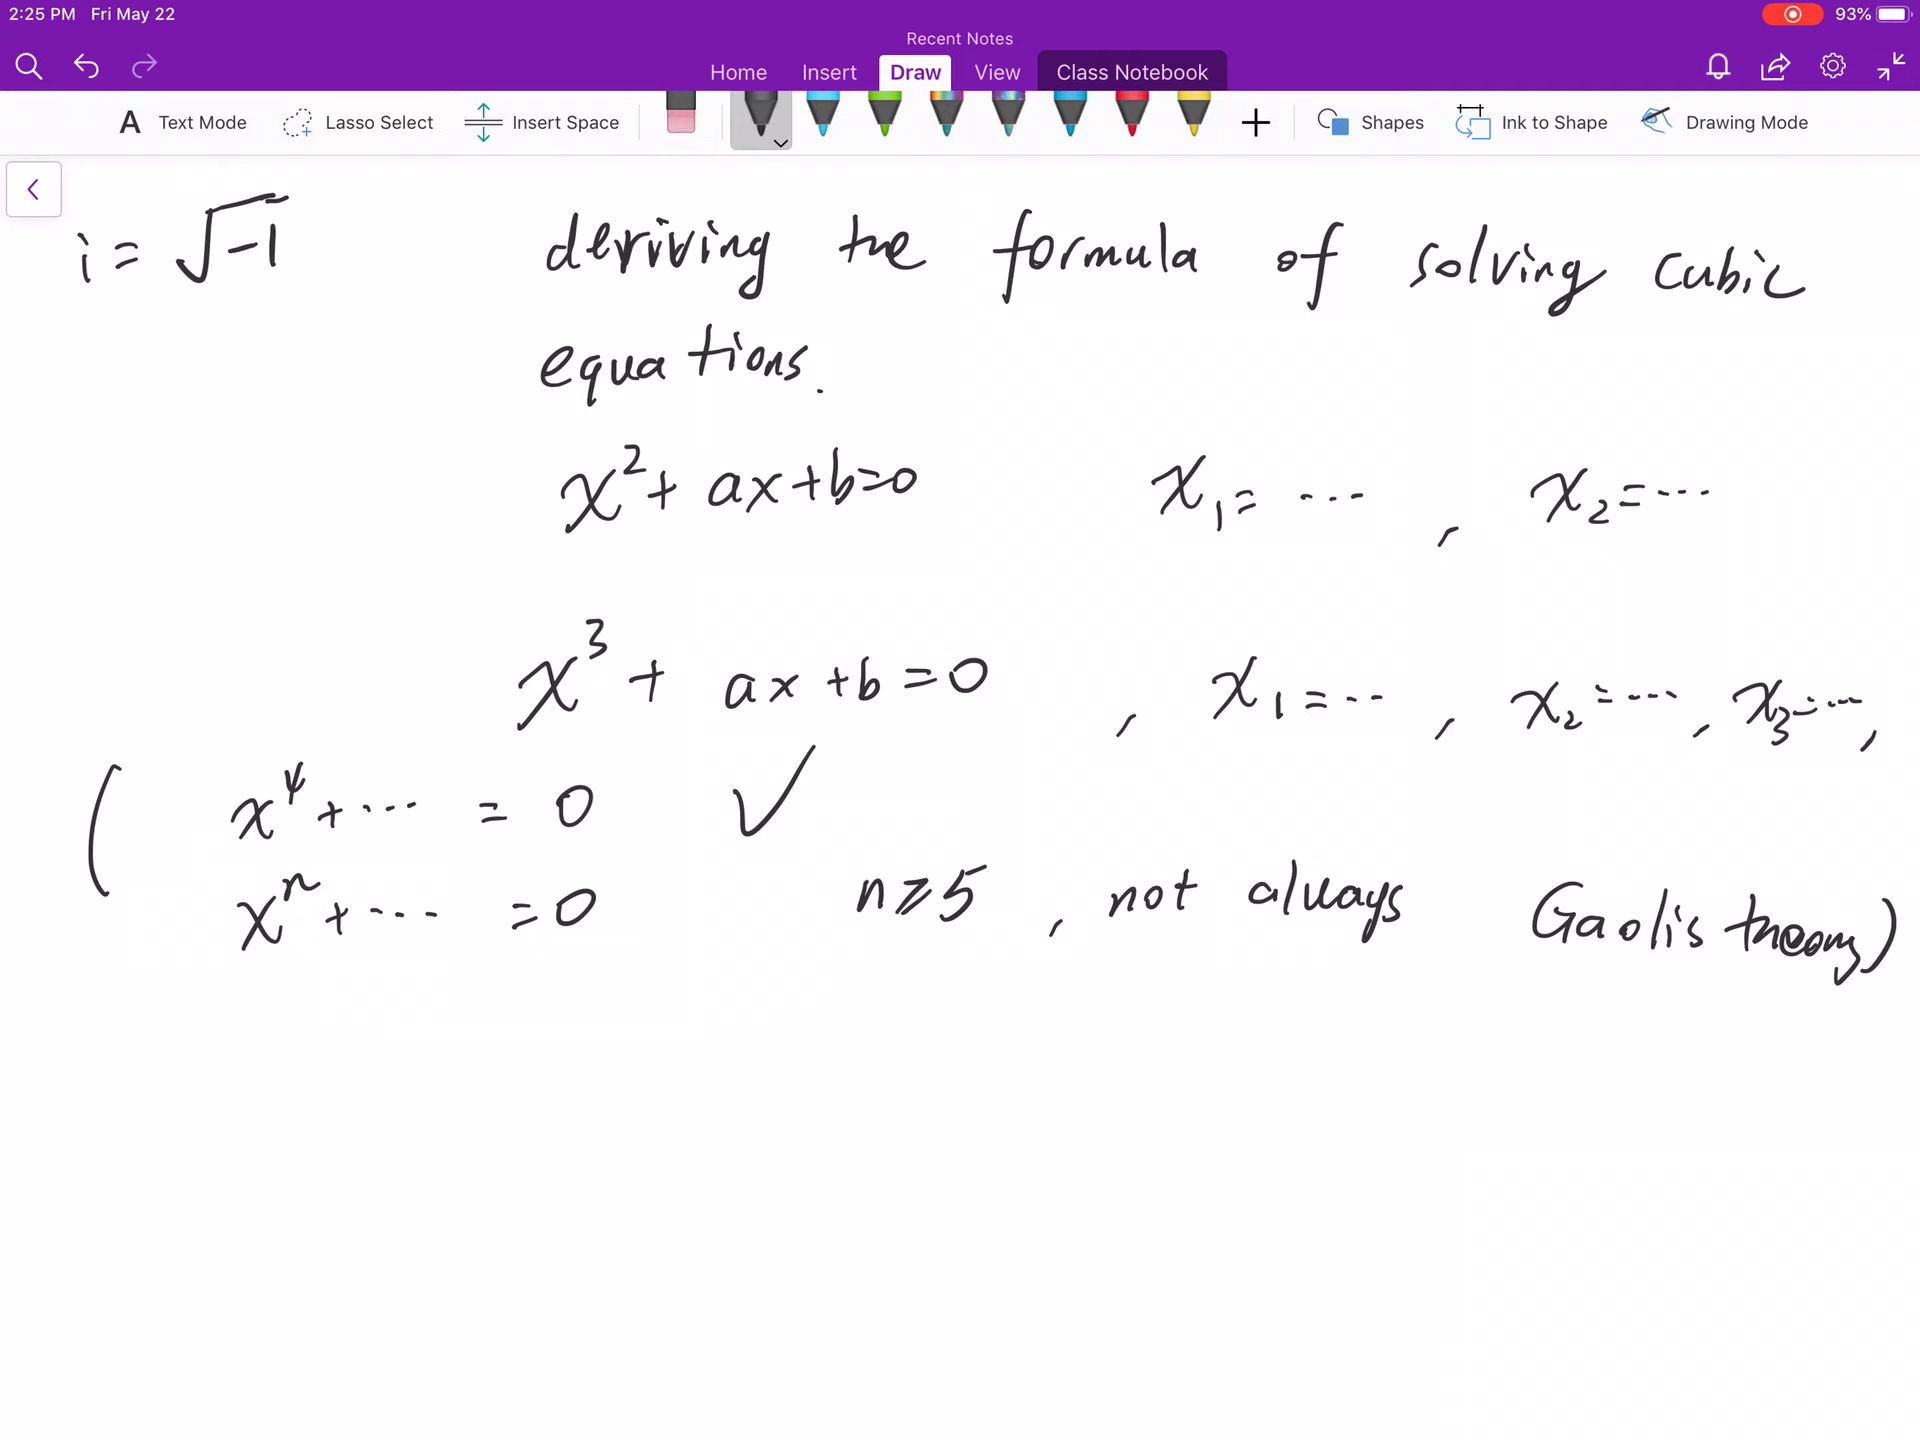 2:25 PM Fri May 22 93%
Recent Notes
Home Insert Draw View Class Notebook
A Text Mode Lasso Select Insert Space Shapes Ink to Shape Drawing Mode
i = √-1 deriving the formula of solving cubic
equations.
x² + ax+b=0 x₁= ... , x₂=...
x³ + ax +b =0 , x₁ = .. , x₂ = ... , x₃=... ,
( x⁴ + ... = 0 ✓
xⁿ + ... =0 n⩾5 , not always Gaolis theory)